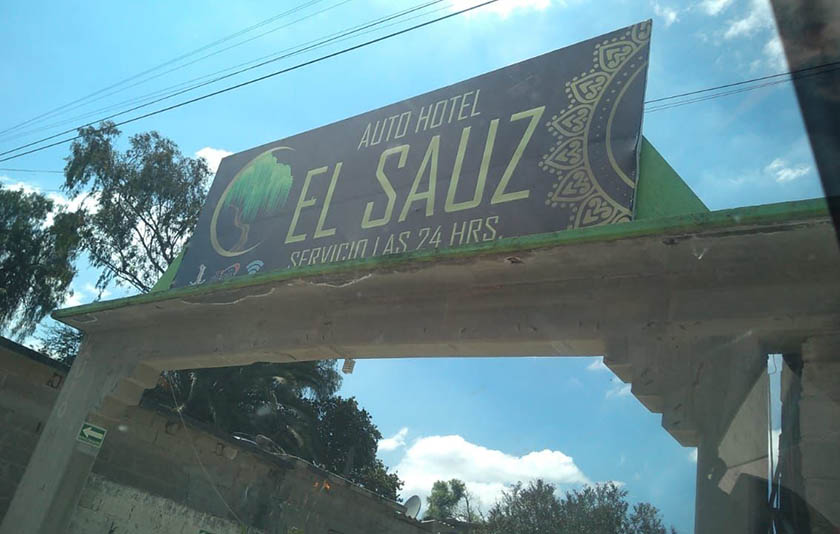 AUTO HOTEL
EL SAUZ
SERVICIO LAS 24 HRS.